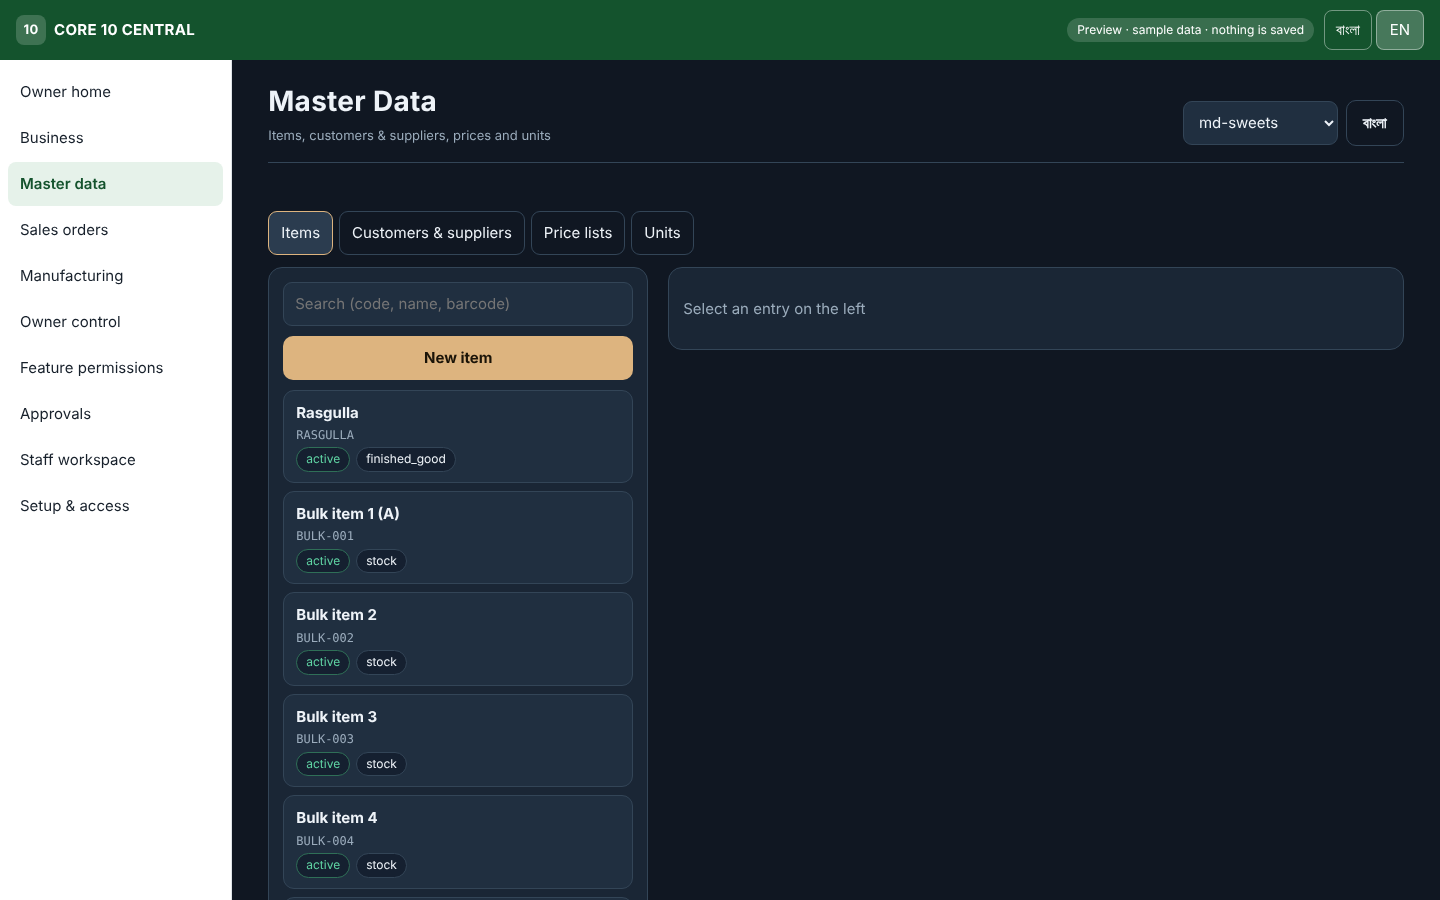 10 CORE 10 CENTRAL
Preview · sample data · nothing is saved
বাংলা
EN
Owner home
Business
Master data
Sales orders
Manufacturing
Owner control
Feature permissions
Approvals
Staff workspace
Setup & access
Master Data
Items, customers & suppliers, prices and units
md-sweets
বাংলা
Items
Customers & suppliers
Price lists
Units
Search (code, name, barcode)
New item
Rasgulla
RASGULLA
active finished_good
Bulk item 1 (A)
BULK-001
active stock
Bulk item 2
BULK-002
active stock
Bulk item 3
BULK-003
active stock
Bulk item 4
BULK-004
active stock
Select an entry on the left